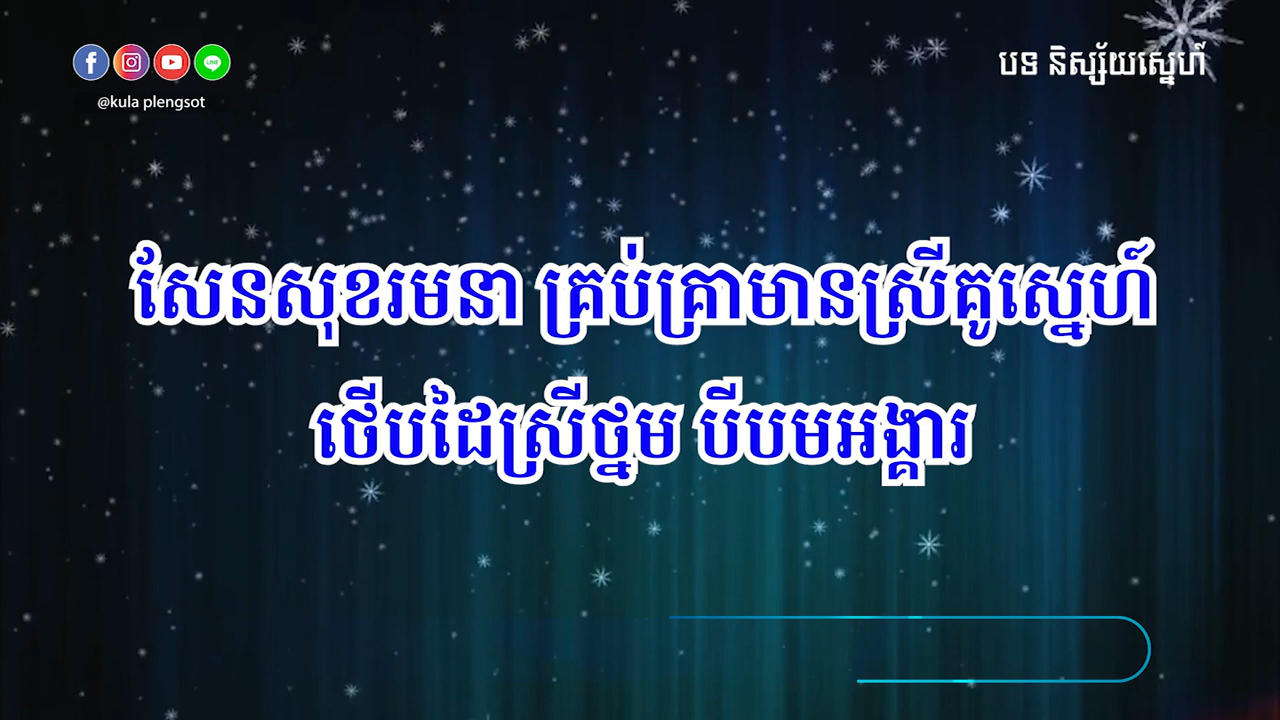 បទ និស្ស័យស្នេហ៍
@kula plengsot
សែនសុខរមនា គ្រប់គ្រាមានស្រីគូស្នេហ៍
ថើបដៃស្រីថ្នម បីបមអង្គារ